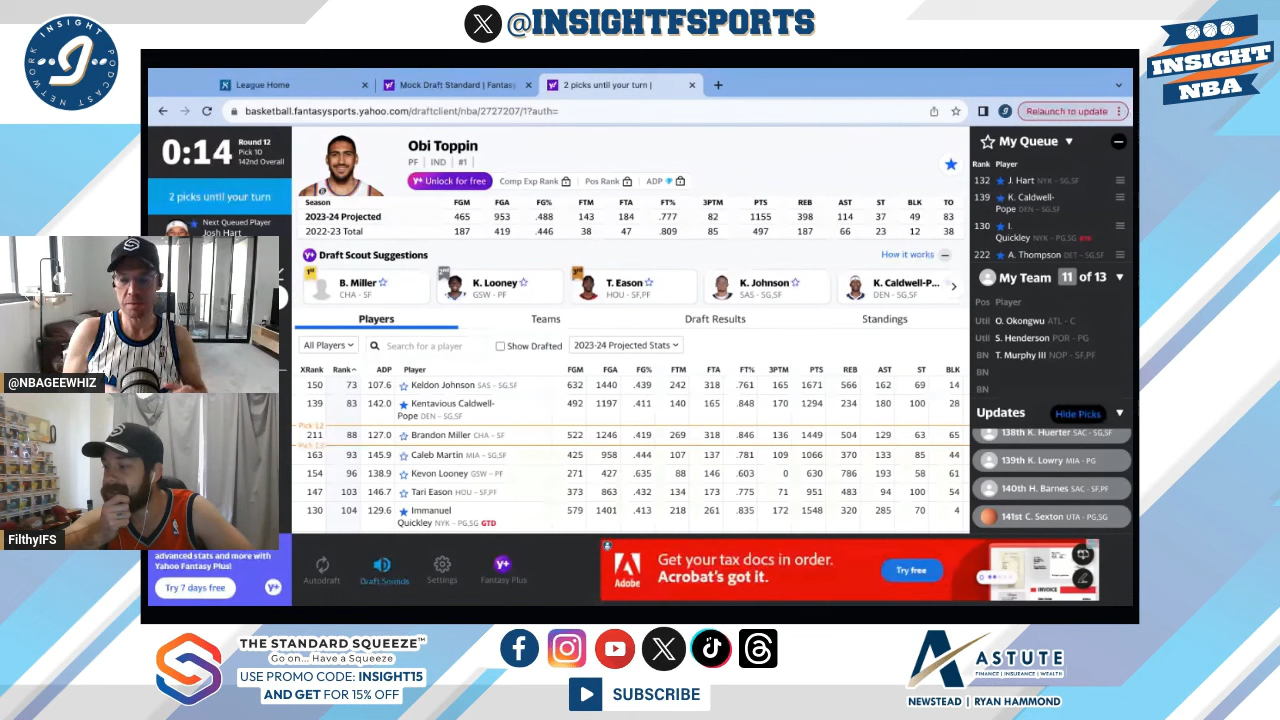 INSIGHT
PODCAST NETWORK
@INSIGHTFSPORTS
INSIGHT
NBA
League Home
Mock Draft Standard | Fantasy
2 picks until your turn |
basketball.fantasysports.yahoo.com/draftclient/nba/2727207/1?auth=
Relaunch to update
0:14
Round 12
Pick 10
142nd Overall
2 picks until your turn
Next Queued Player
Josh Hart
Obi Toppin
PF | IND | #1 |
Y+ Unlock for free
Comp Exp Rank
Pos Rank
ADP
Season FGM FGA FG% FTM FTA FT% 3PTM PTS REB AST ST BLK TO
2023-24 Projected 465 953 .488 143 184 .777 82 1155 398 114 37 49 83
2022-23 Total 187 419 .446 38 47 .809 85 497 187 66 23 12 38
Draft Scout Suggestions
How it works
1st
B. Miller
CHA - SF
2nd
K. Looney
GSW - PF
3rd
T. Eason
HOU - SF,PF
K. Johnson
SAS - SG,SF
K. Caldwell-P...
DEN - SG,SF
Players
Teams
Draft Results
Standings
All Players
Search for a player
Show Drafted
2023-24 Projected Stats
XRank Rank ADP Player FGM FGA FG% FTM FTA FT% 3PTM PTS REB AST ST BLK
150 73 107.6 Keldon Johnson SAS - SG,SF 632 1440 .439 242 318 .761 165 1671 566 162 69 14
139 83 142.0 Kentavious Caldwell-Pope DEN - SG,SF 492 1197 .411 140 165 .848 170 1294 234 180 100 28
Pick 12
211 88 127.0 Brandon Miller CHA - SF 522 1246 .419 269 318 .846 136 1449 504 129 63 65
163 93 145.9 Caleb Martin MIA - SG,SF 425 958 .444 107 137 .781 109 1066 370 133 85 44
154 96 138.9 Kevon Looney GSW - PF 271 427 .635 88 146 .603 0 630 786 193 58 61
147 103 146.7 Tari Eason HOU - SF,PF 373 863 .432 134 173 .775 71 951 483 94 100 54
130 104 129.6 Immanuel Quickley NYK - PG,SG GTD 579 1401 .413 218 261 .835 172 1548 320 285 70 4
My Queue
Rank Player
132 J. Hart NYK - SG,SF
139 K. Caldwell-Pope DEN - SG,SF
130 I. Quickley NYK - PG,SG GTD
222 A. Thompson DET - SG,SF
My Team 11 of 13
Pos Player
Util O. Okongwu ATL - C
Util S. Henderson POR - PG
BN T. Murphy III NOP - SF,PF
BN
BN
Updates
Hide Picks
138th K. Huerter SAC - SG,SF
139th K. Lowry MIA - PG
140th H. Barnes SAC - SF,PF
141st C. Sexton UTA - PG,SG
@NBAGEEWHIZ
FilthyIFS
advanced stats and more with
Yahoo Fantasy Plus!
Try 7 days free
Autodraft
Draft Sounds
Settings
Fantasy Plus
Adobe
Get your tax docs in order.
Acrobat's got it.
Try free
INVOICE
THE STANDARD SQUEEZE™
Go on... Have a Squeeze
USE PROMO CODE: INSIGHT15
AND GET FOR 15% OFF
SUBSCRIBE
ASTUTE
FINANCE | INSURANCE | WEALTH
NEWSTEAD | RYAN HAMMOND